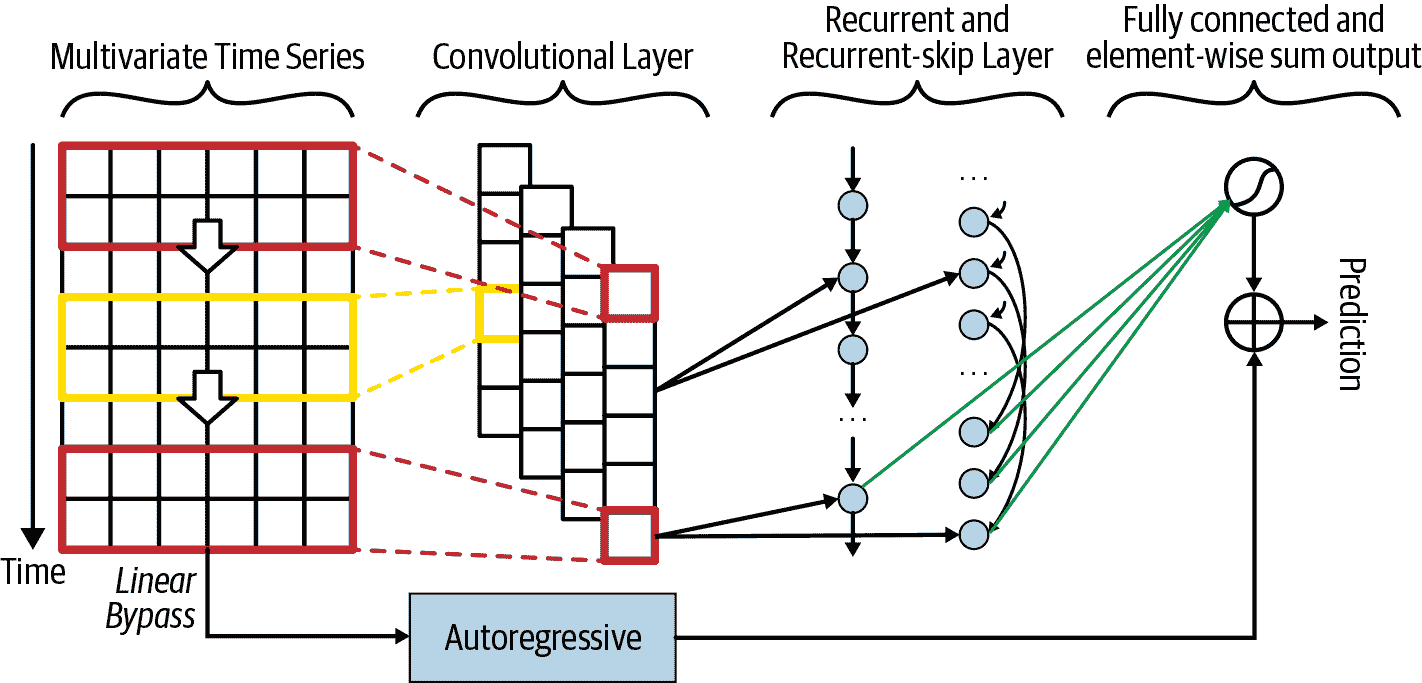 Multivariate Time Series
Convolutional Layer
Recurrent and
Recurrent-skip Layer
Fully connected and
element-wise sum output
Time
Linear
Bypass
Autoregressive
. . .
. . .
. . .
. . .
Prediction